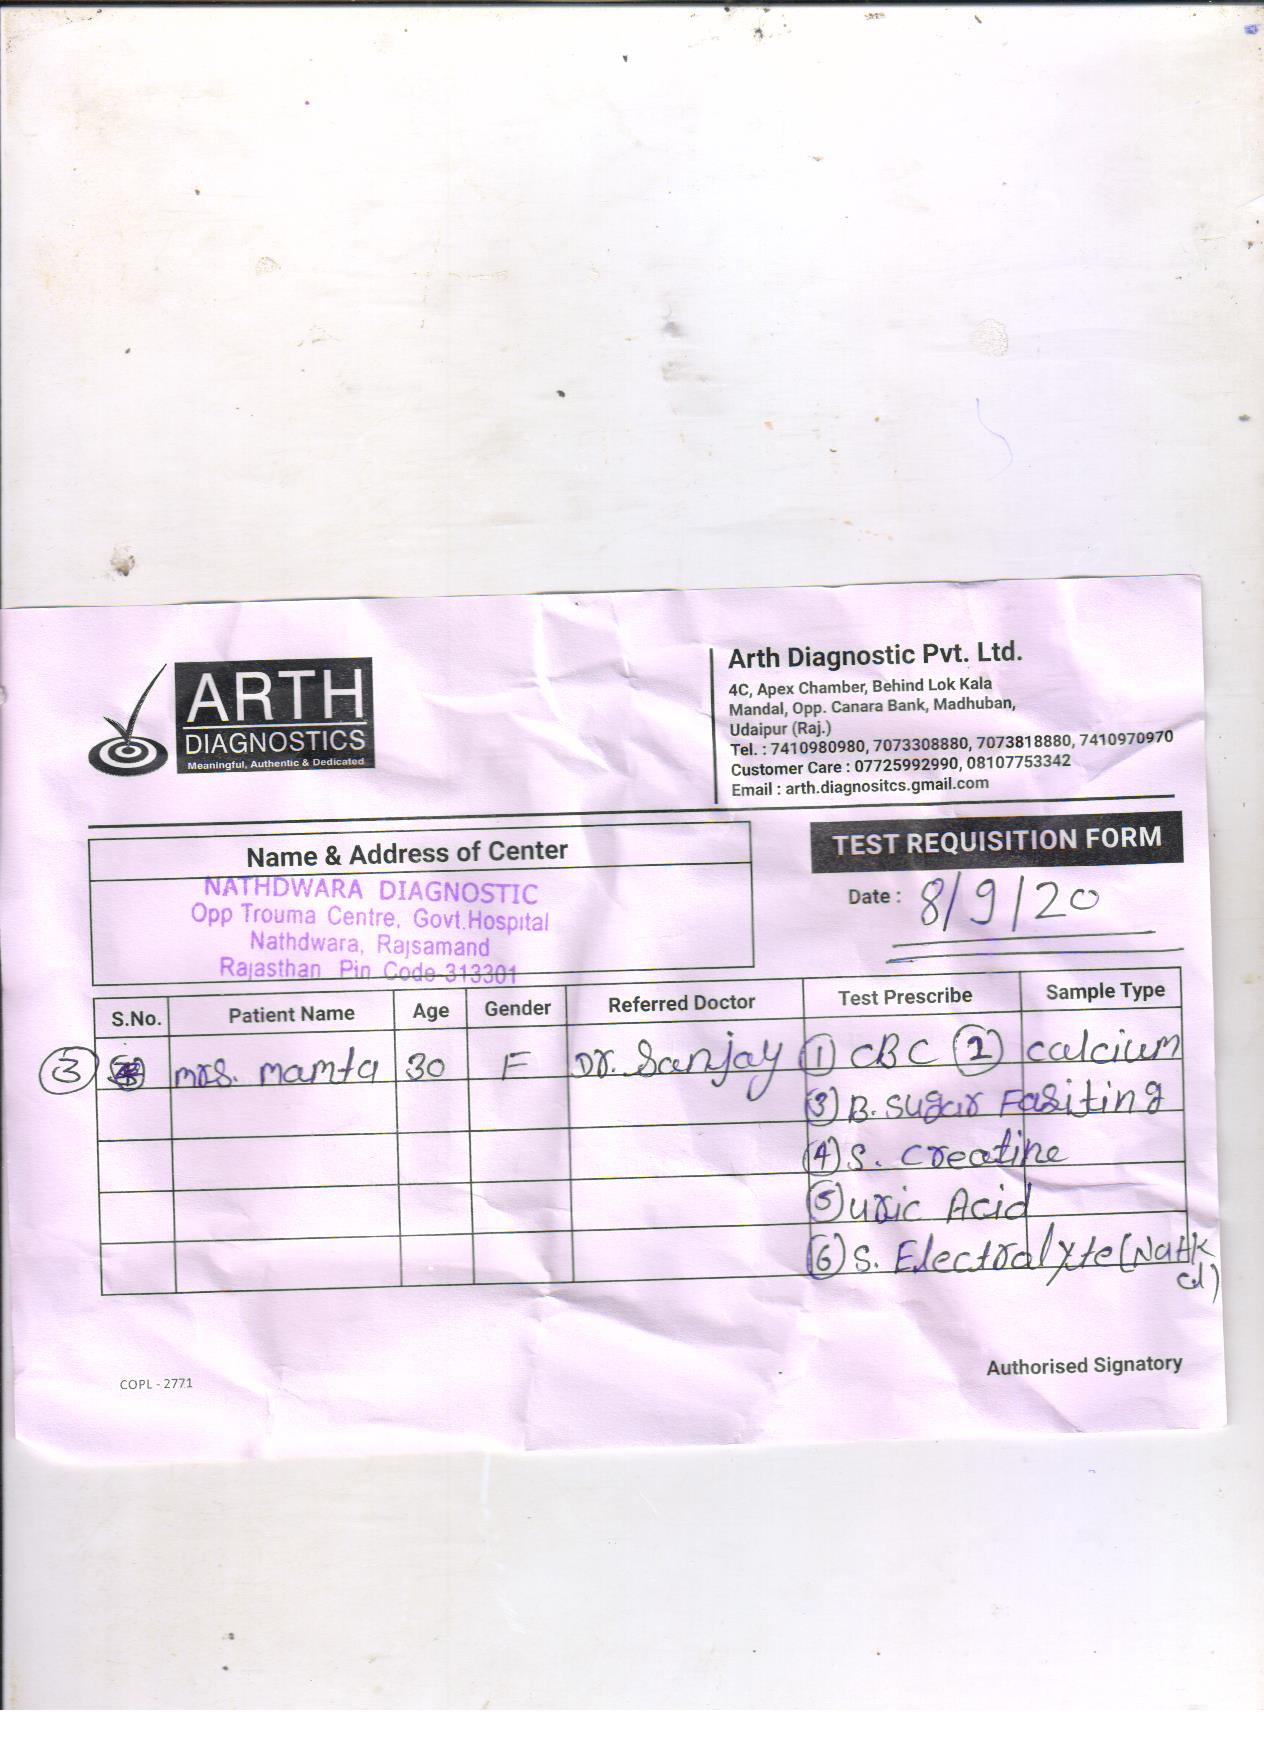 ARTH
DIAGNOSTICS
Meaningful, Authentic & Dedicated
Arth Diagnostic Pvt. Ltd.
4C, Apex Chamber, Behind Lok Kala
Mandal, Opp. Canara Bank, Madhuban,
Udaipur (Raj.)
Tel. : 7410980980, 7073308880, 7073818880, 7410970970
Customer Care : 07725992990, 08107753342
Email : arth.diagnositcs.gmail.com
Name & Address of Center
NATHDWARA DIAGNOSTIC
Opp Trouma Centre, Govt.Hospital
Nathdwara, Rajsamand
Rajasthan Pin Code-313301
TEST REQUISITION FORM
Date : 8/9/20
S.No. Patient Name Age Gender Referred Doctor Test Prescribe Sample Type
3 mrs. mamta 30 F Dr. Sanjay 1 CBC 2 calcium
3 B. Sugar Fasiting
4 S. Creatine
5 uric Acid
6 S. Electralyte (Na+K
cl)
Authorised Signatory
COPL - 2771